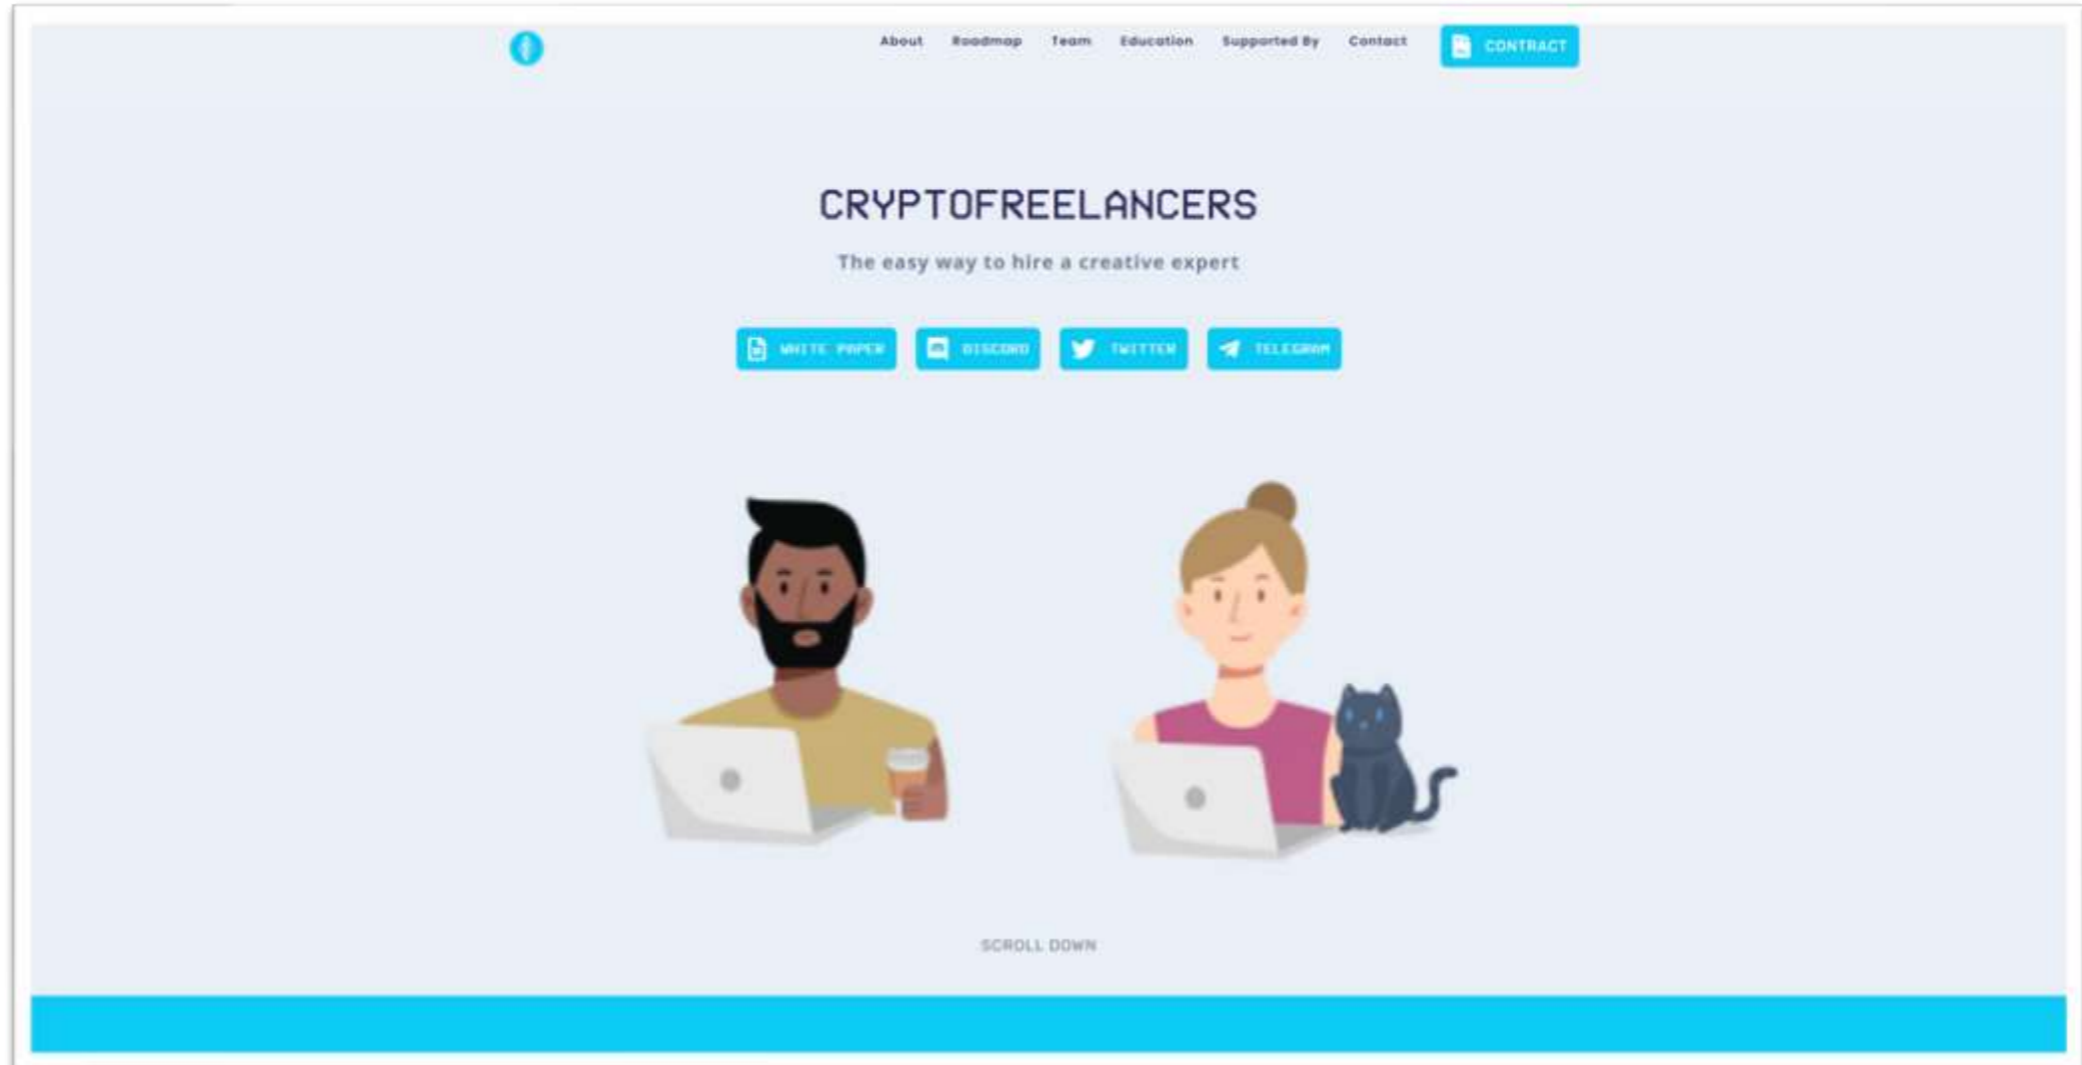 About Roadmap Team Education Supported By Contact CONTRACT
CRYPTOFREELANCERS
The easy way to hire a creative expert
WHITE PAPER DISCORD TWITTER TELEGRAM
SCROLL DOWN